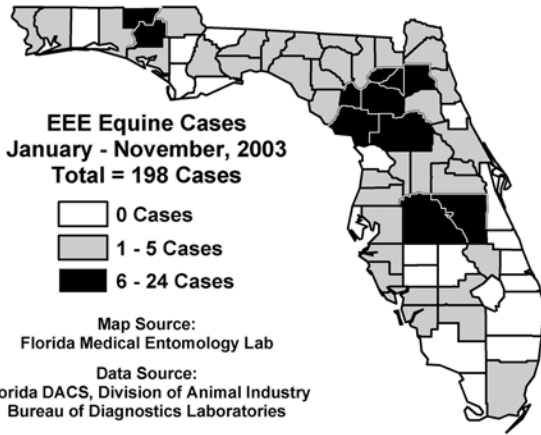 EEE Equine Cases
January - November, 2003
Total = 198 Cases
0 Cases
1 - 5 Cases
6 - 24 Cases
Map Source:
Florida Medical Entomology Lab
Data Source:
orida DACS, Division of Animal Industry
Bureau of Diagnostics Laboratories